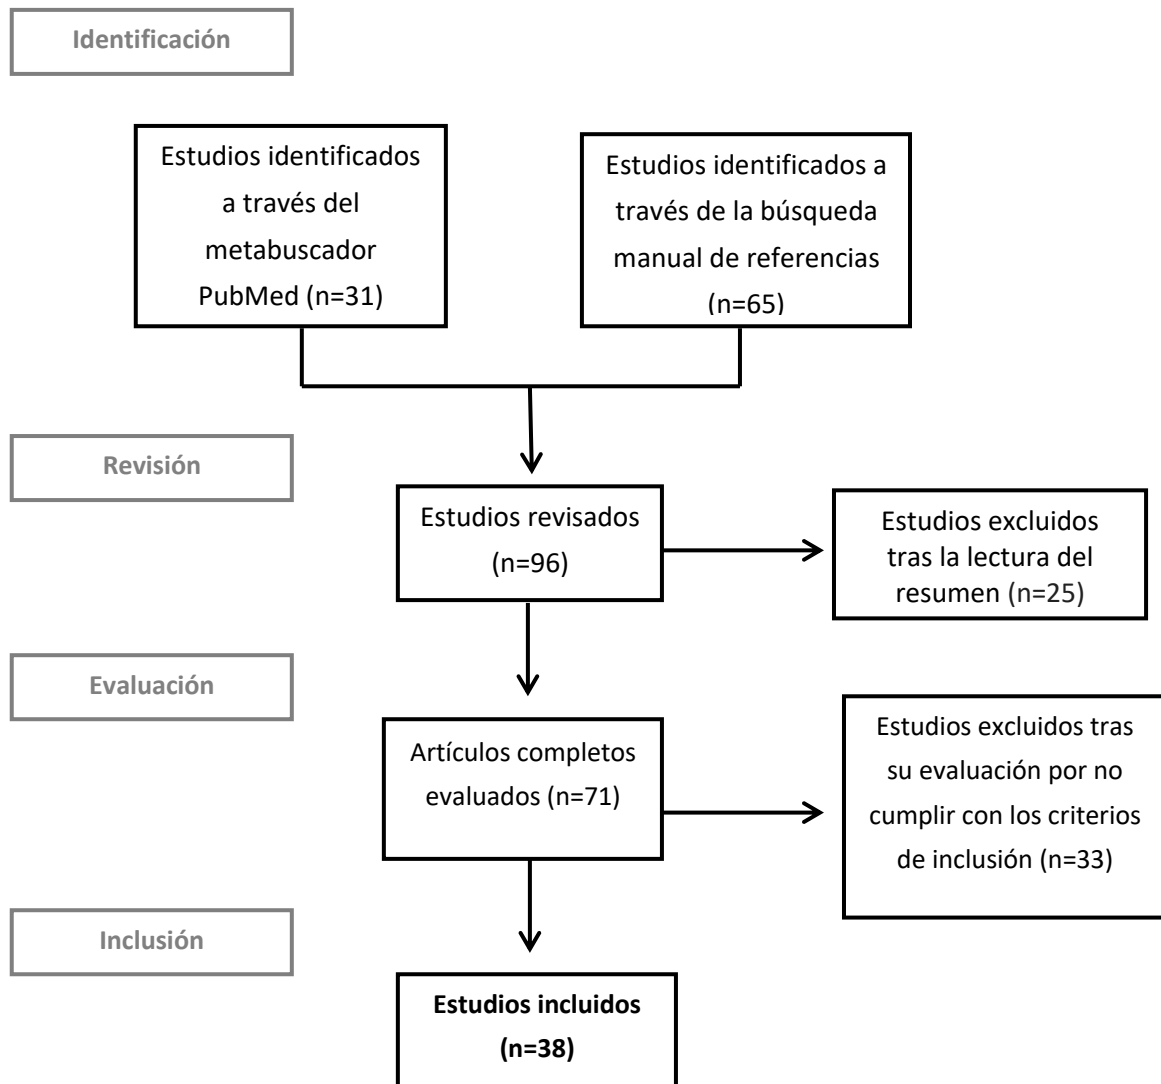 Identificación
Estudios identificados
a través del
metabuscador
PubMed (n=31)
Estudios identificados a
través de la búsqueda
manual de referencias
(n=65)
Revisión
Estudios revisados
(n=96)
Estudios excluidos
tras la lectura del
resumen (n=25)
Evaluación
Artículos completos
evaluados (n=71)
Estudios excluidos tras
su evaluación por no
cumplir con los criterios
de inclusión (n=33)
Inclusión
Estudios incluidos
(n=38)